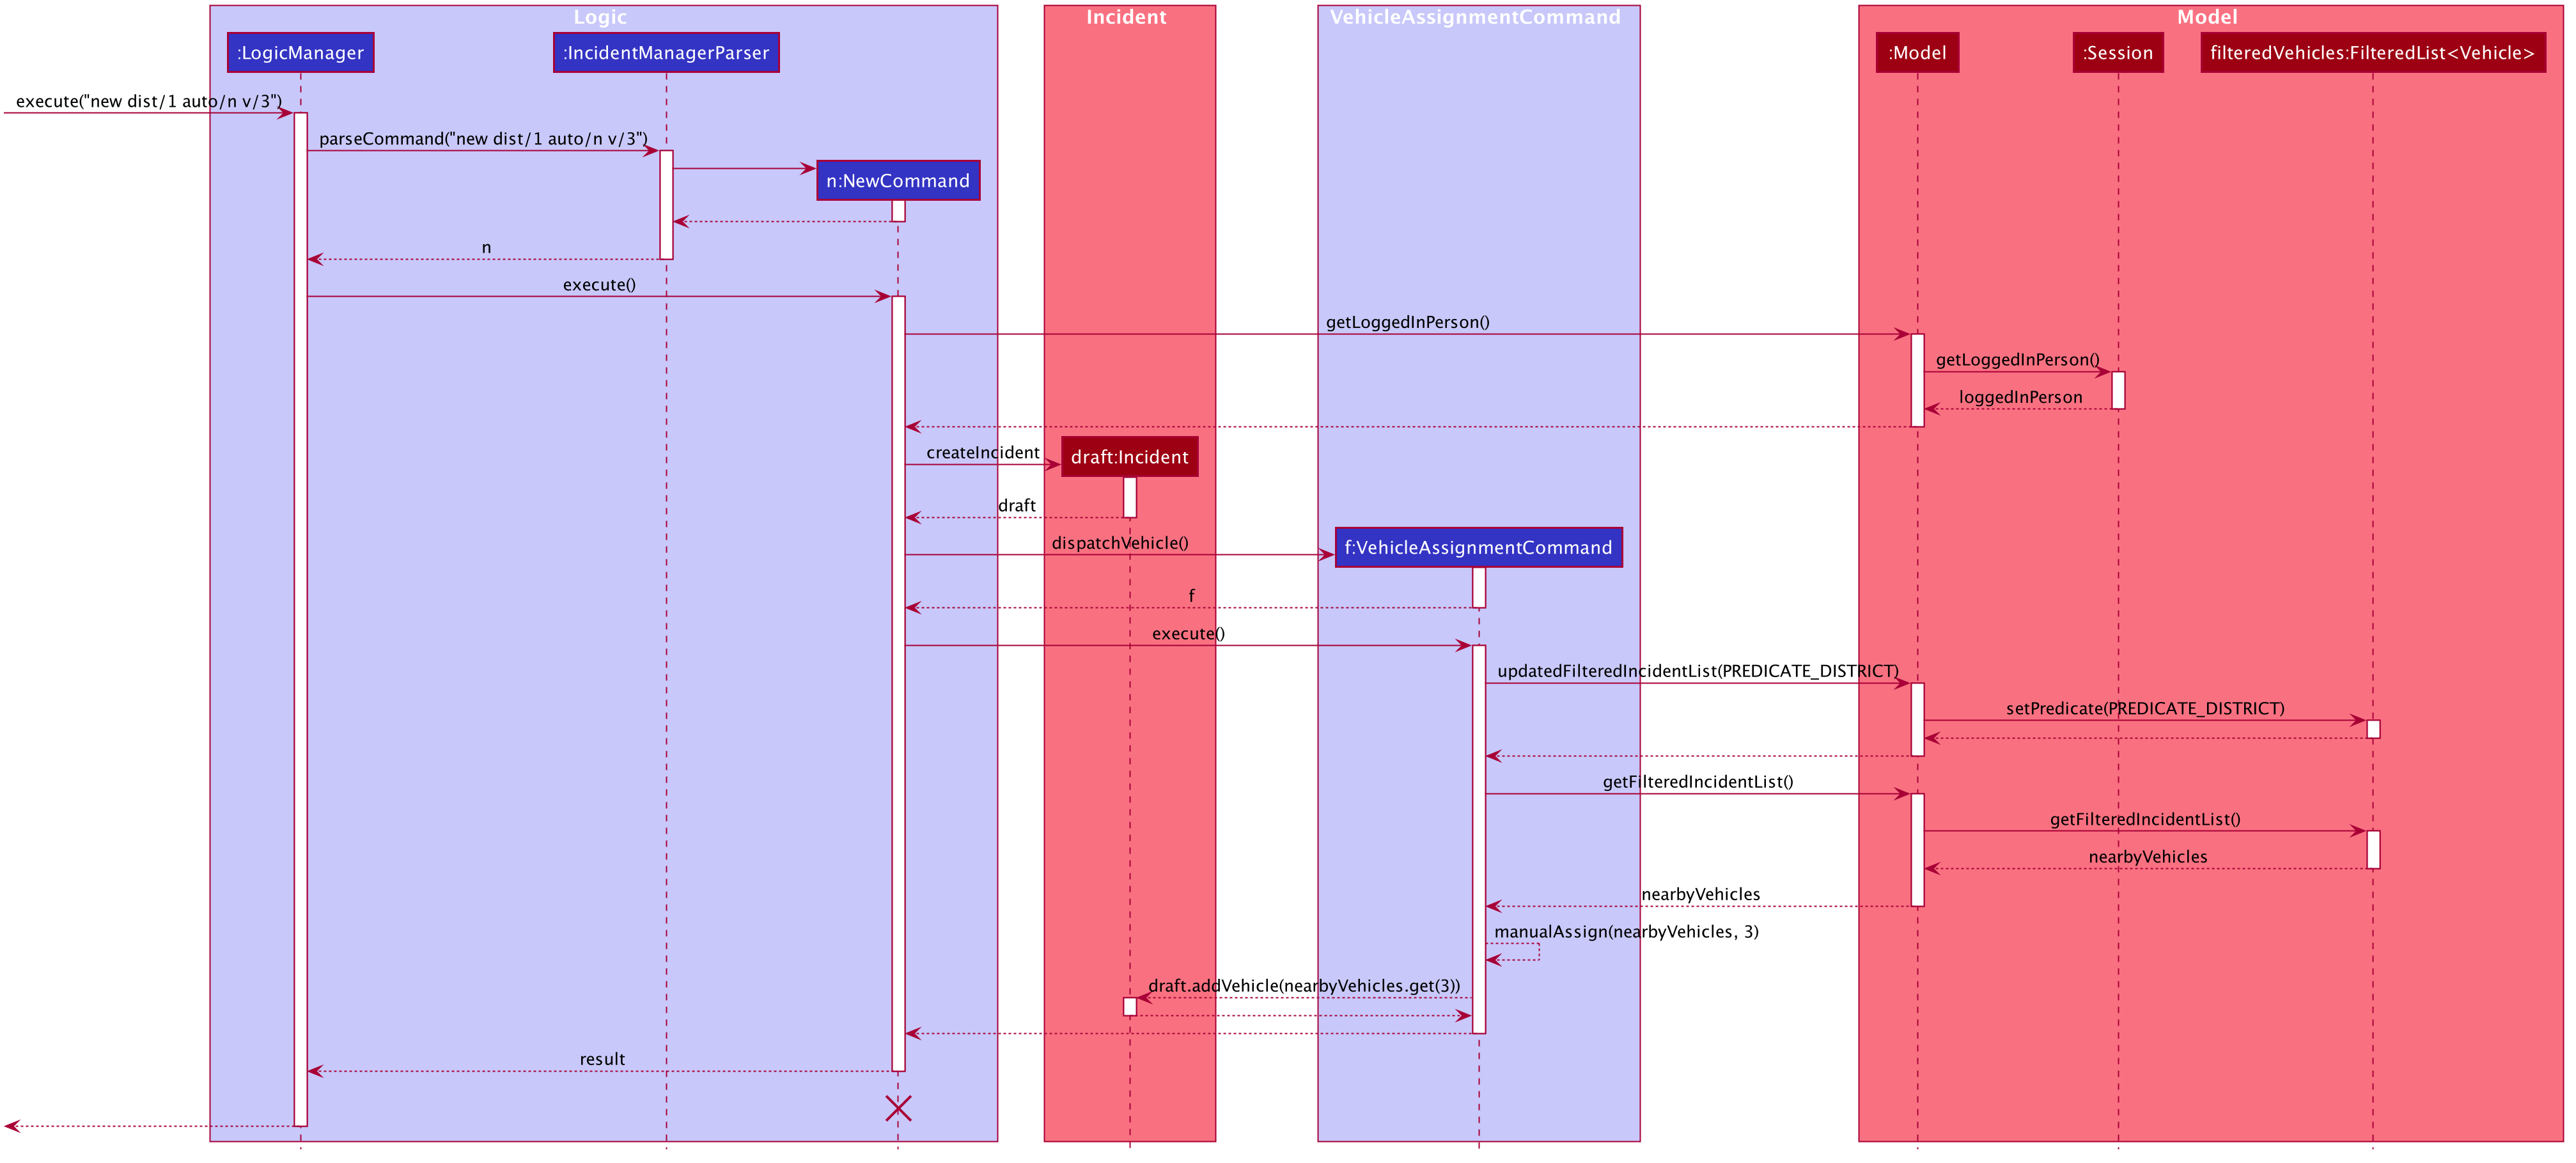 Logic
Incident
VehicleAssignmentCommand
Model
:LogicManager
:IncidentManagerParser
:Model
:Session
filteredVehicles:FilteredList<Vehicle>
execute("new dist/1 auto/n v/3")
parseCommand("new dist/1 auto/n v/3")
n:NewCommand
n
execute()
getLoggedInPerson()
getLoggedInPerson()
loggedInPerson
createIncident
draft:Incident
draft
dispatchVehicle()
f:VehicleAssignmentCommand
f
execute()
updatedFilteredIncidentList(PREDICATE_DISTRICT)
setPredicate(PREDICATE_DISTRICT)
getFilteredIncidentList()
getFilteredIncidentList()
nearbyVehicles
nearbyVehicles
manualAssign(nearbyVehicles, 3)
draft.addVehicle(nearbyVehicles.get(3))
result